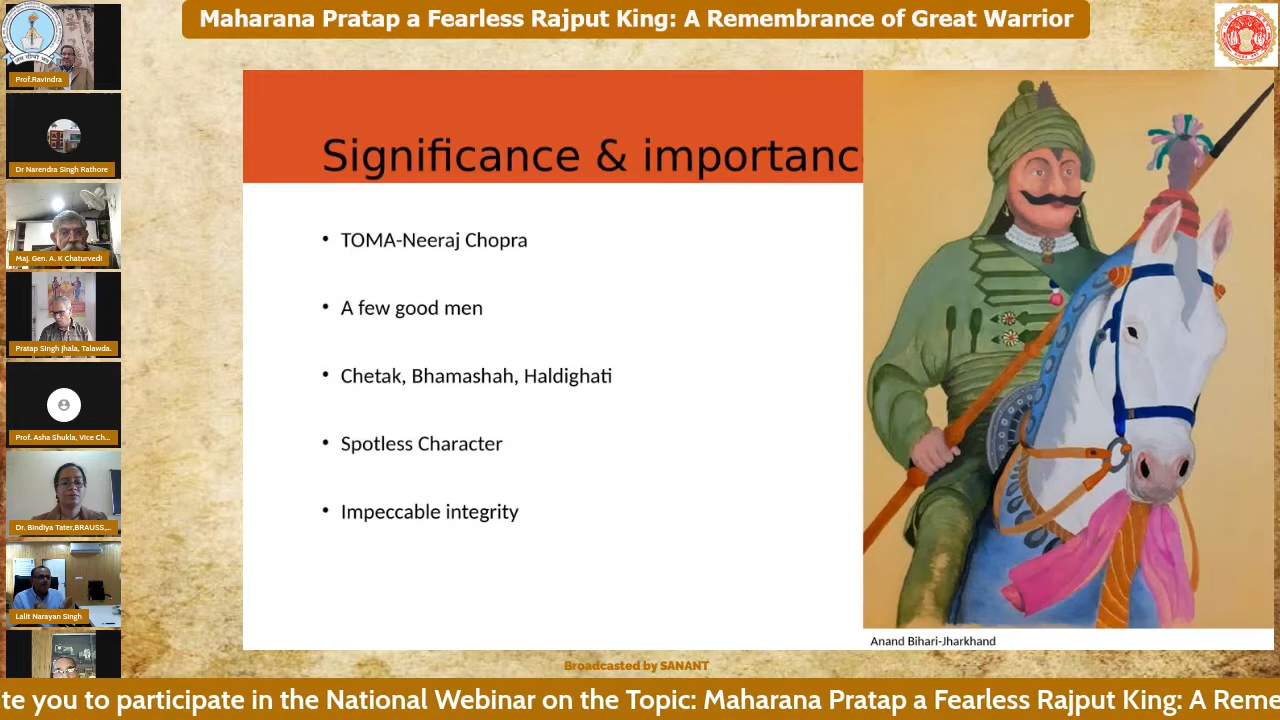 Maharana Pratap a Fearless Rajput King: A Remembrance of Great Warrior
Prof.Ravindra
Dr Narendra Singh Rathore
Maj. Gen. A. K Chaturvedi
Pratap Singh Jhala, Talawda.
Prof. Asha Shukla, Vice Ch...
Dr. Bindiya Tater,BRAUSS,...
Lalit Narayan Singh
Significance & importanc
• TOMA-Neeraj Chopra
• A few good men
• Chetak, Bhamashah, Haldighati
• Spotless Character
• Impeccable integrity
Anand Bihari-Jharkhand
Broadcasted by SANANT
te you to participate in the National Webinar on the Topic: Maharana Pratap a Fearless Rajput King: A Reme